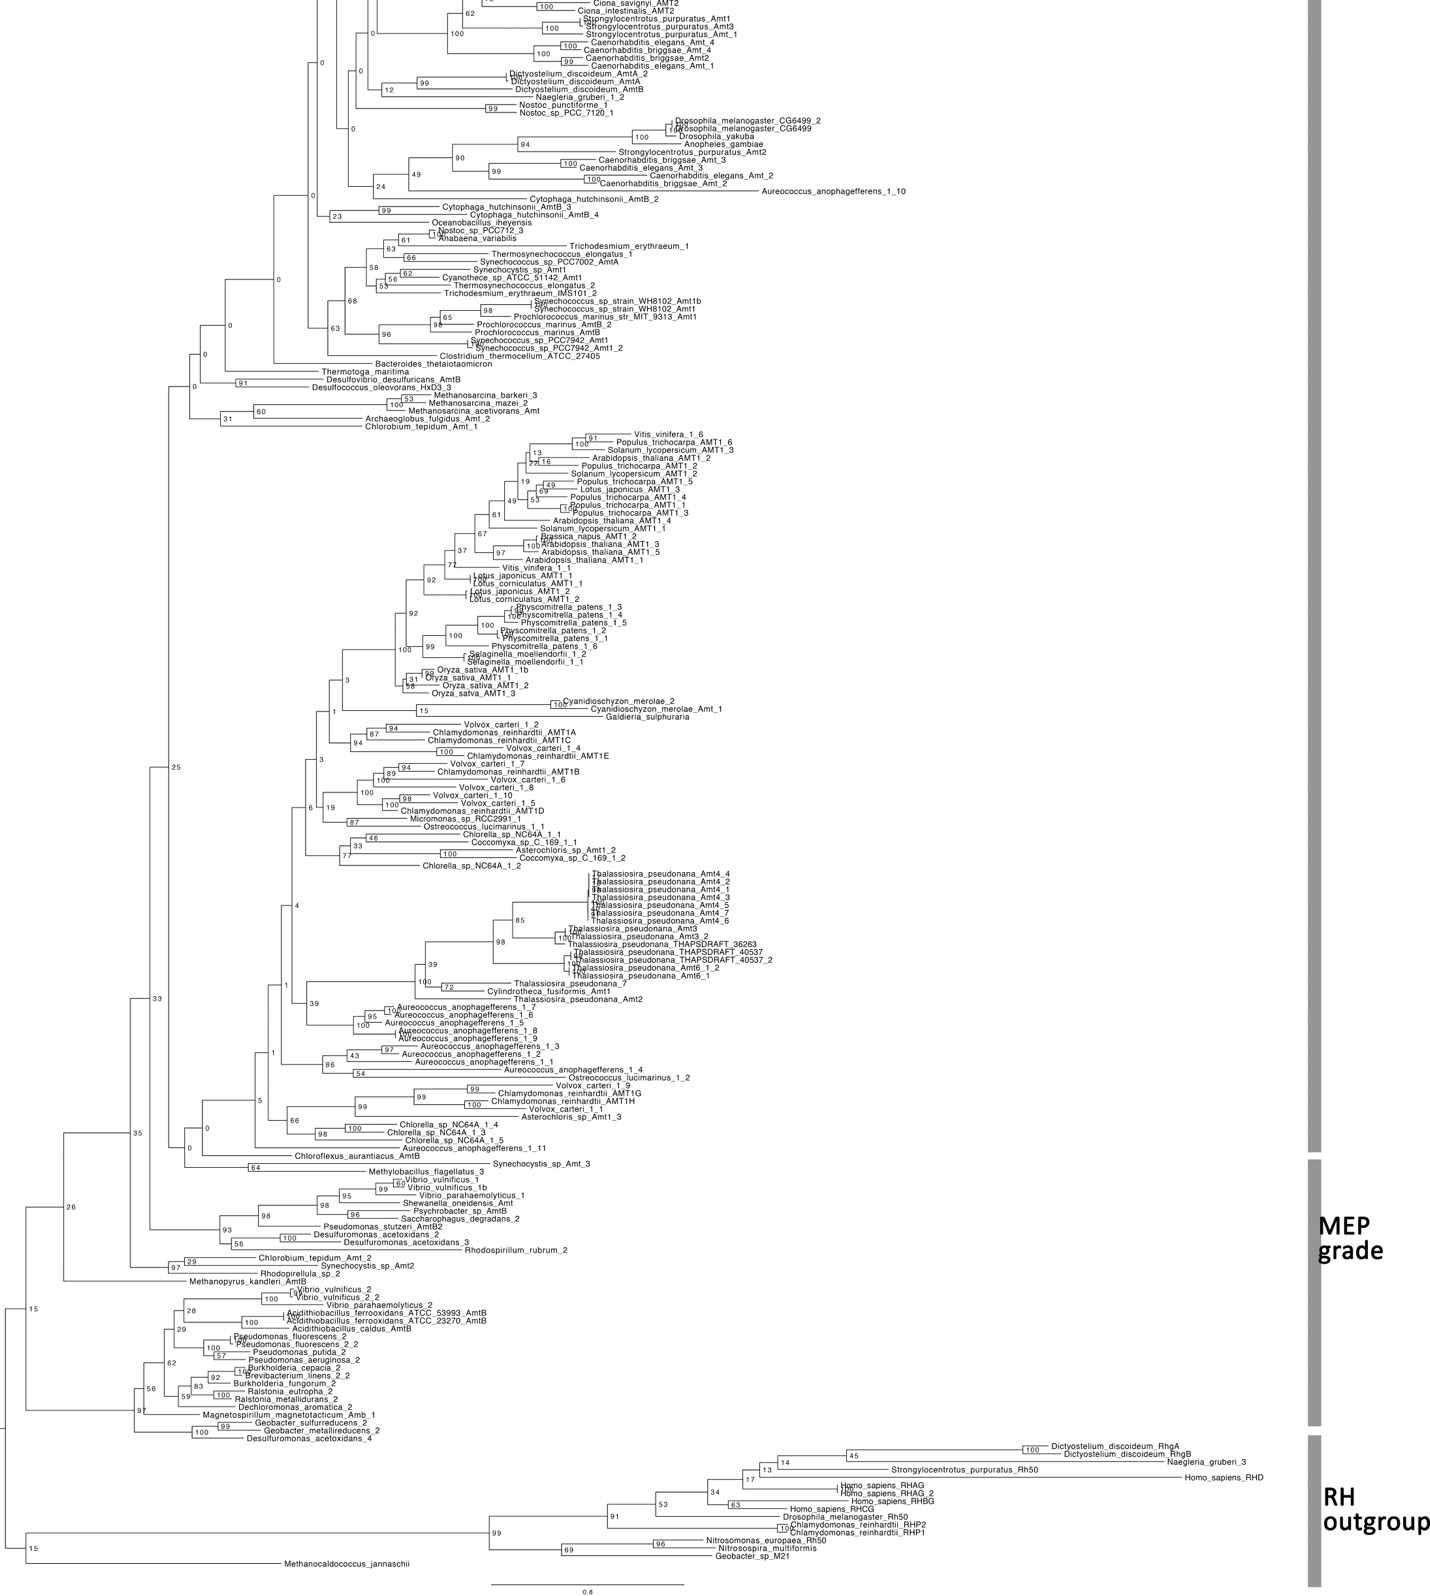 Ciona_savignyi_AMT2
100
Ciona_intestinalis_AMT2
62
Strongylocentrotus_purpuratus_Amt1
Strongylocentrotus_purpuratus_Amt3
100
0
100
Strongylocentrotus_purpuratus_Amt_1
Caenorhabditis_elegans_Amt_4
100
Caenorhabditis_briggsae_Amt_4
100
Caenorhabditis_briggsae_Amt2
99
0
Caenorhabditis_elegans_Amt_1
0
Dictyostelium_discoideum_AmtA_2
99
Dictyostelium_discoideum_AmtA
12
Dictyostelium_discoideum_AmtB
Naegleria_gruberi_1_2
Nostoc_punctiforme_1
99
Nostoc_sp_PCC_7120_1
Drosophila_melanogaster_CG6499_2
0
Drosophila_melanogaster_CG6499
100
Drosophila_yakuba
94
Anopheles_gambiae
Strongylocentrotus_purpuratus_Amt2
90
Caenorhabditis_briggsae_Amt_3
100
Caenorhabditis_elegans_Amt_3
99
49
Caenorhabditis_elegans_Amt_2
100
24
Caenorhabditis_briggsae_Amt_2
Aureococcus_anophagefferens_1_10
0
Cytophaga_hutchinsonii_AmtB_2
Cytophaga_hutchinsonii_AmtB_3
99
23
Cytophaga_hutchinsonii_AmtB_4
Oceanobacillus_iheyensis
Nostoc_sp_PCC712_3
61
Anabaena_variabilis
63
Trichodesmium_erythraeum_1
Thermosynechococcus_elongatus_1
66
Synechococcus_sp_PCC7002_AmtA
58
Synechocystis_sp_Amt1
62
56
Cyanothece_sp_ATCC_51142_Amt1
0
53
Thermosynechococcus_elongatus_2
Trichodesmium_erythraeum_IMS101_2
68
Synechococcus_sp_strain_WH8102_Amt1b
98
Synechococcus_sp_strain_WH8102_Amt1
65
Prochlorococcus_marinus_str_MIT_9313_Amt1
0
98
Prochlorococcus_marinus_AmtB_2
63
96
Prochlorococcus_marinus_AmtB
Synechococcus_sp_PCC7942_Amt1
Synechococcus_sp_PCC7942_Amt1_2
0
Clostridium_thermocellum_ATCC_27405
Bacteroides_thetaiotaomicron
Thermotoga_maritima
Desulfovibrio_desulfuricans_AmtB
91
0
Desulfococcus_oleovorans_HxD3_3
Methanosarcina_barkeri_3
53
100
Methanosarcina_mazei_2
60
Methanosarcina_acetivorans_Amt
31
Archaeoglobus_fulgidus_Amt_2
Chlorobium_tepidum_Amt_1
Vitis_vinifera_1_6
91
100
Populus_trichocarpa_AMT1_6
13
Solanum_lycopersicum_AMT1_3
Arabidopsis_thaliana_AMT1_2
22
16
Populus_trichocarpa_AMT1_2
Solanum_lycopersicum_AMT1_2
19
Populus_trichocarpa_AMT1_5
49
69
Lotus_japonicus_AMT1_3
49
53
Populus_trichocarpa_AMT1_4
Populus_trichocarpa_AMT1_1
61
Populus_trichocarpa_AMT1_3
Arabidopsis_thaliana_AMT1_4
67
Solanum_lycopersicum_AMT1_1
Brassica_napus_AMT1_2
100
Arabidopsis_thaliana_AMT1_3
37
97
Arabidopsis_thaliana_AMT1_5
Arabidopsis_thaliana_AMT1_1
77
Vitis_vinifera_1_1
92
Lotus_japonicus_AMT1_1
Lotus_corniculatus_AMT1_1
Lotus_japonicus_AMT1_2
Lotus_corniculatus_AMT1_2
92
Physcomitrella_patens_1_3
Physcomitrella_patens_1_4
100
Physcomitrella_patens_1_5
100
Physcomitrella_patens_1_2
Physcomitrella_patens_1_1
99
Physcomitrella_patens_1_6
100
Selaginella_moellendorfii_1_2
Selaginella_moellendorfii_1_1
Oryza_sativa_AMT1_1b
31
Oryza_sativa_AMT1_1
3
58
Oryza_sativa_AMT1_2
Oryza_satva_AMT1_3
Cyanidioschyzon_merolae_2
100
1
15
Cyanidioschyzon_merolae_Amt_1
Galdieria_sulphuraria
Volvox_carteri_1_2
94
87
Chlamydomonas_reinhardtii_AMT1A
94
Chlamydomonas_reinhardtii_AMT1C
Volvox_carteri_1_4
100
3
Chlamydomonas_reinhardtii_AMT1E
Volvox_carteri_1_7
94
25
89
Chlamydomonas_reinhardtii_AMT1B
100
Volvox_carteri_1_6
Volvox_carteri_1_8
100
Volvox_carteri_1_10
98
100
Volvox_carteri_1_5
6
19
Chlamydomonas_reinhardtii_AMT1D
Micromonas_sp_RCC2991_1
87
Ostreococcus_lucimarinus_1_1
Chlorella_sp_NC64A_1_1
46
33
Coccomyxa_sp_C_169_1_1
Asterochloris_sp_Amt1_2
77
100
Coccomyxa_sp_C_169_1_2
Chlorella_sp_NC64A_1_2
Thalassiosira_pseudonana_Amt4_4
Thalassiosira_pseudonana_Amt4_2
Thalassiosira_pseudonana_Amt4_1
Thalassiosira_pseudonana_Amt4_3
4
Thalassiosira_pseudonana_Amt4_5
Thalassiosira_pseudonana_Amt4_7
85
Thalassiosira_pseudonana_Amt4_6
Thalassiosira_pseudonana_Amt3
100
Thalassiosira_pseudonana_Amt3_2
98
Thalassiosira_pseudonana_THAPSDRAFT_36263
Thalassiosira_pseudonana_THAPSDRAFT_40537
39
Thalassiosira_pseudonana_THAPSDRAFT_40537_2
Thalassiosira_pseudonana_Amt6_1_2
Thalassiosira_pseudonana_Amt6_1
100
Thalassiosira_pseudonana_7
1
72
Cylindrotheca_fusiformis_Amt1
33
39
Thalassiosira_pseudonana_Amt2
Aureococcus_anophagefferens_1_7
95
Aureococcus_anophagefferens_1_6
100
Aureococcus_anophagefferens_1_5
Aureococcus_anophagefferens_1_8
Aureococcus_anophagefferens_1_9
Aureococcus_anophagefferens_1_3
97
1
43
Aureococcus_anophagefferens_1_2
86
Aureococcus_anophagefferens_1_1
Aureococcus_anophagefferens_1_4
54
Ostreococcus_lucimarinus_1_2
Volvox_carteri_1_9
99
Chlamydomonas_reinhardtii_AMT1G
99
5
Chlamydomonas_reinhardtii_AMT1H
99
100
Volvox_carteri_1_1
66
Asterochloris_sp_Amt1_3
Chlorella_sp_NC64A_1_4
0
100
35
98
Chlorella_sp_NC64A_1_3
Chlorella_sp_NC64A_1_5
0
Aureococcus_anophagefferens_1_11
Chloroflexus_aurantiacus_AmtB
Synechocystis_sp_Amt_3
64
Methylobacillus_flagellatus_3
Vibrio_vulnificus_1
60
99
Vibrio_vulnificus_1b
95
Vibrio_parahaemolyticus_1
26
98
Shewanella_oneidensis_Amt
Psychrobacter_sp_AmtB
98
96
Saccharophagus_degradans_2
93
Pseudomonas_stutzeri_AmtB2
Desulfuromonas_acetoxidans_2
100
56
Desulfuromonas_acetoxidans_3
Rhodospirillum_rubrum_2
Chlorobium_tepidum_Amt_2
29
97
Synechocystis_sp_Amt2
Rhodopirellula_sp_2
Methanopyrus_kandleri_AmtB
MEP
grade
Vibrio_vulnificus_2
100
Vibrio_vulnificus_2_2
15
28
Vibrio_parahaemolyticus_2
Acidithiobacillus_ferrooxidans_ATCC_53993_AmtB
100
Acidithiobacillus_ferrooxidans_ATCC_23270_AmtB
29
Acidithiobacillus_caldus_AmtB
Pseudomonas_fluorescens_2
100
Pseudomonas_fluorescens_2_2
57
Pseudomonas_putida_2
62
Pseudomonas_aeruginosa_2
Burkholderia_cepacia_2
92
Brevibacterium_linens_2_2
56
83
Burkholderia_fungorum_2
59
Ralstonia_eutropha_2
100
Ralstonia_metallidurans_2
97
Dechloromonas_aromatica_2
Magnetospirillum_magnetotacticum_Amb_1
Geobacter_sulfurreducens_2
99
100
Geobacter_metallireducens_2
Desulfuromonas_acetoxidans_4
Dictyostelium_discoideum_RhgA
100
45
Dictyostelium_discoideum_RhgB
14
Naegleria_gruberi_3
13
Strongylocentrotus_purpuratus_Rh50
17
Homo_sapiens_RHD
Homo_sapiens_RHAG
34
Homo_sapiens_RHAG_2
Homo_sapiens_RHBG
53
63
Homo_sapiens_RHCG
91
Drosophila_melanogaster_Rh50
Chlamydomonas_reinhardtii_RHP2
99
Chlamydomonas_reinhardtii_RHP1
Nitrosomonas_europaea_Rh50
96
15
69
Nitrosospira_multiformis
Geobacter_sp_M21
Methanocaldococcus_jannaschii
RH
outgroup
0.8